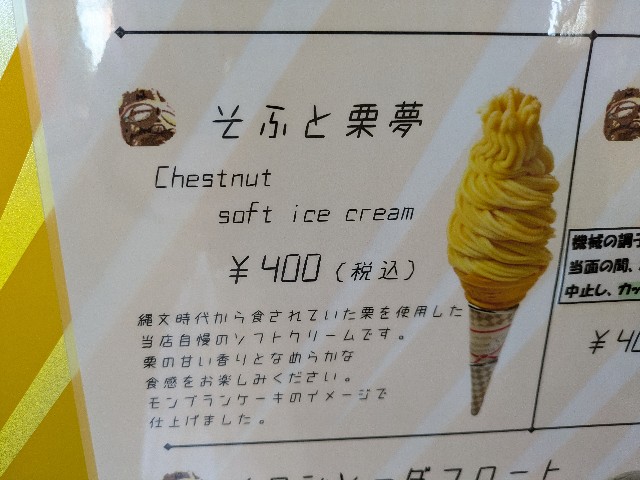 そふと栗夢
Chestnut
soft ice cream
￥400（税込）
縄文時代から食されていた栗を使用した
当店自慢のソフトクリームです。
栗の甘い香りとなめらかな
食感をお楽しみください。
モンブランケーキのイメージで
仕上げました。
機械の調子
当面の間、
中止し、カッ
￥40